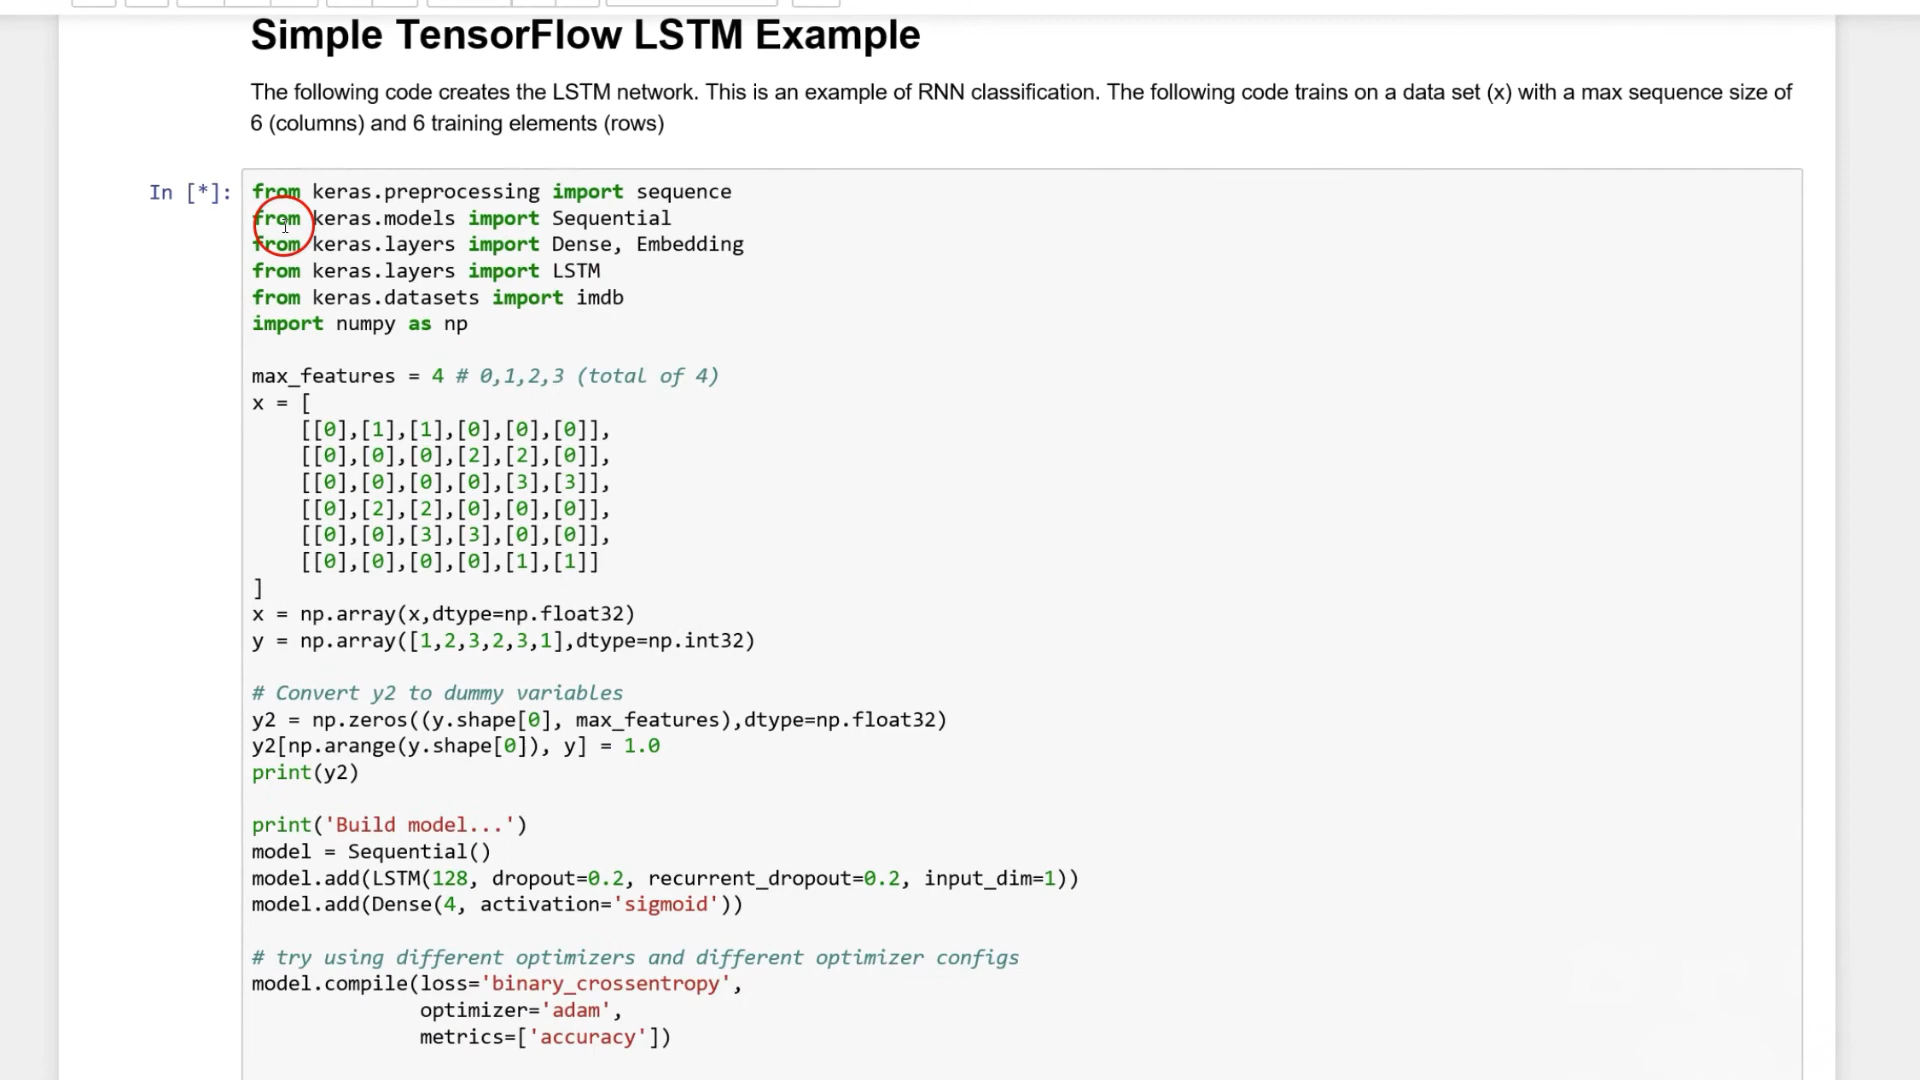 Simple TensorFlow LSTM Example
The following code creates the LSTM network. This is an example of RNN classification. The following code trains on a data set (x) with a max sequence size of
6 (columns) and 6 training elements (rows)
In [*]:
from keras.preprocessing import sequence
from keras.models import Sequential
from keras.layers import Dense, Embedding
from keras.layers import LSTM
from keras.datasets import imdb
import numpy as np
max_features = 4 # 0,1,2,3 (total of 4)
x = [
[[0],[1],[1],[0],[0],[0]],
[[0],[0],[0],[2],[2],[0]],
[[0],[0],[0],[0],[3],[3]],
[[0],[2],[2],[0],[0],[0]],
[[0],[0],[3],[3],[0],[0]],
[[0],[0],[0],[0],[1],[1]]
]
x = np.array(x,dtype=np.float32)
y = np.array([1,2,3,2,3,1],dtype=np.int32)
# Convert y2 to dummy variables
y2 = np.zeros((y.shape[0], max_features),dtype=np.float32)
y2[np.arange(y.shape[0]), y] = 1.0
print(y2)
print('Build model...')
model = Sequential()
model.add(LSTM(128, dropout=0.2, recurrent_dropout=0.2, input_dim=1))
model.add(Dense(4, activation='sigmoid'))
# try using different optimizers and different optimizer configs
model.compile(loss='binary_crossentropy',
optimizer='adam',
metrics=['accuracy'])